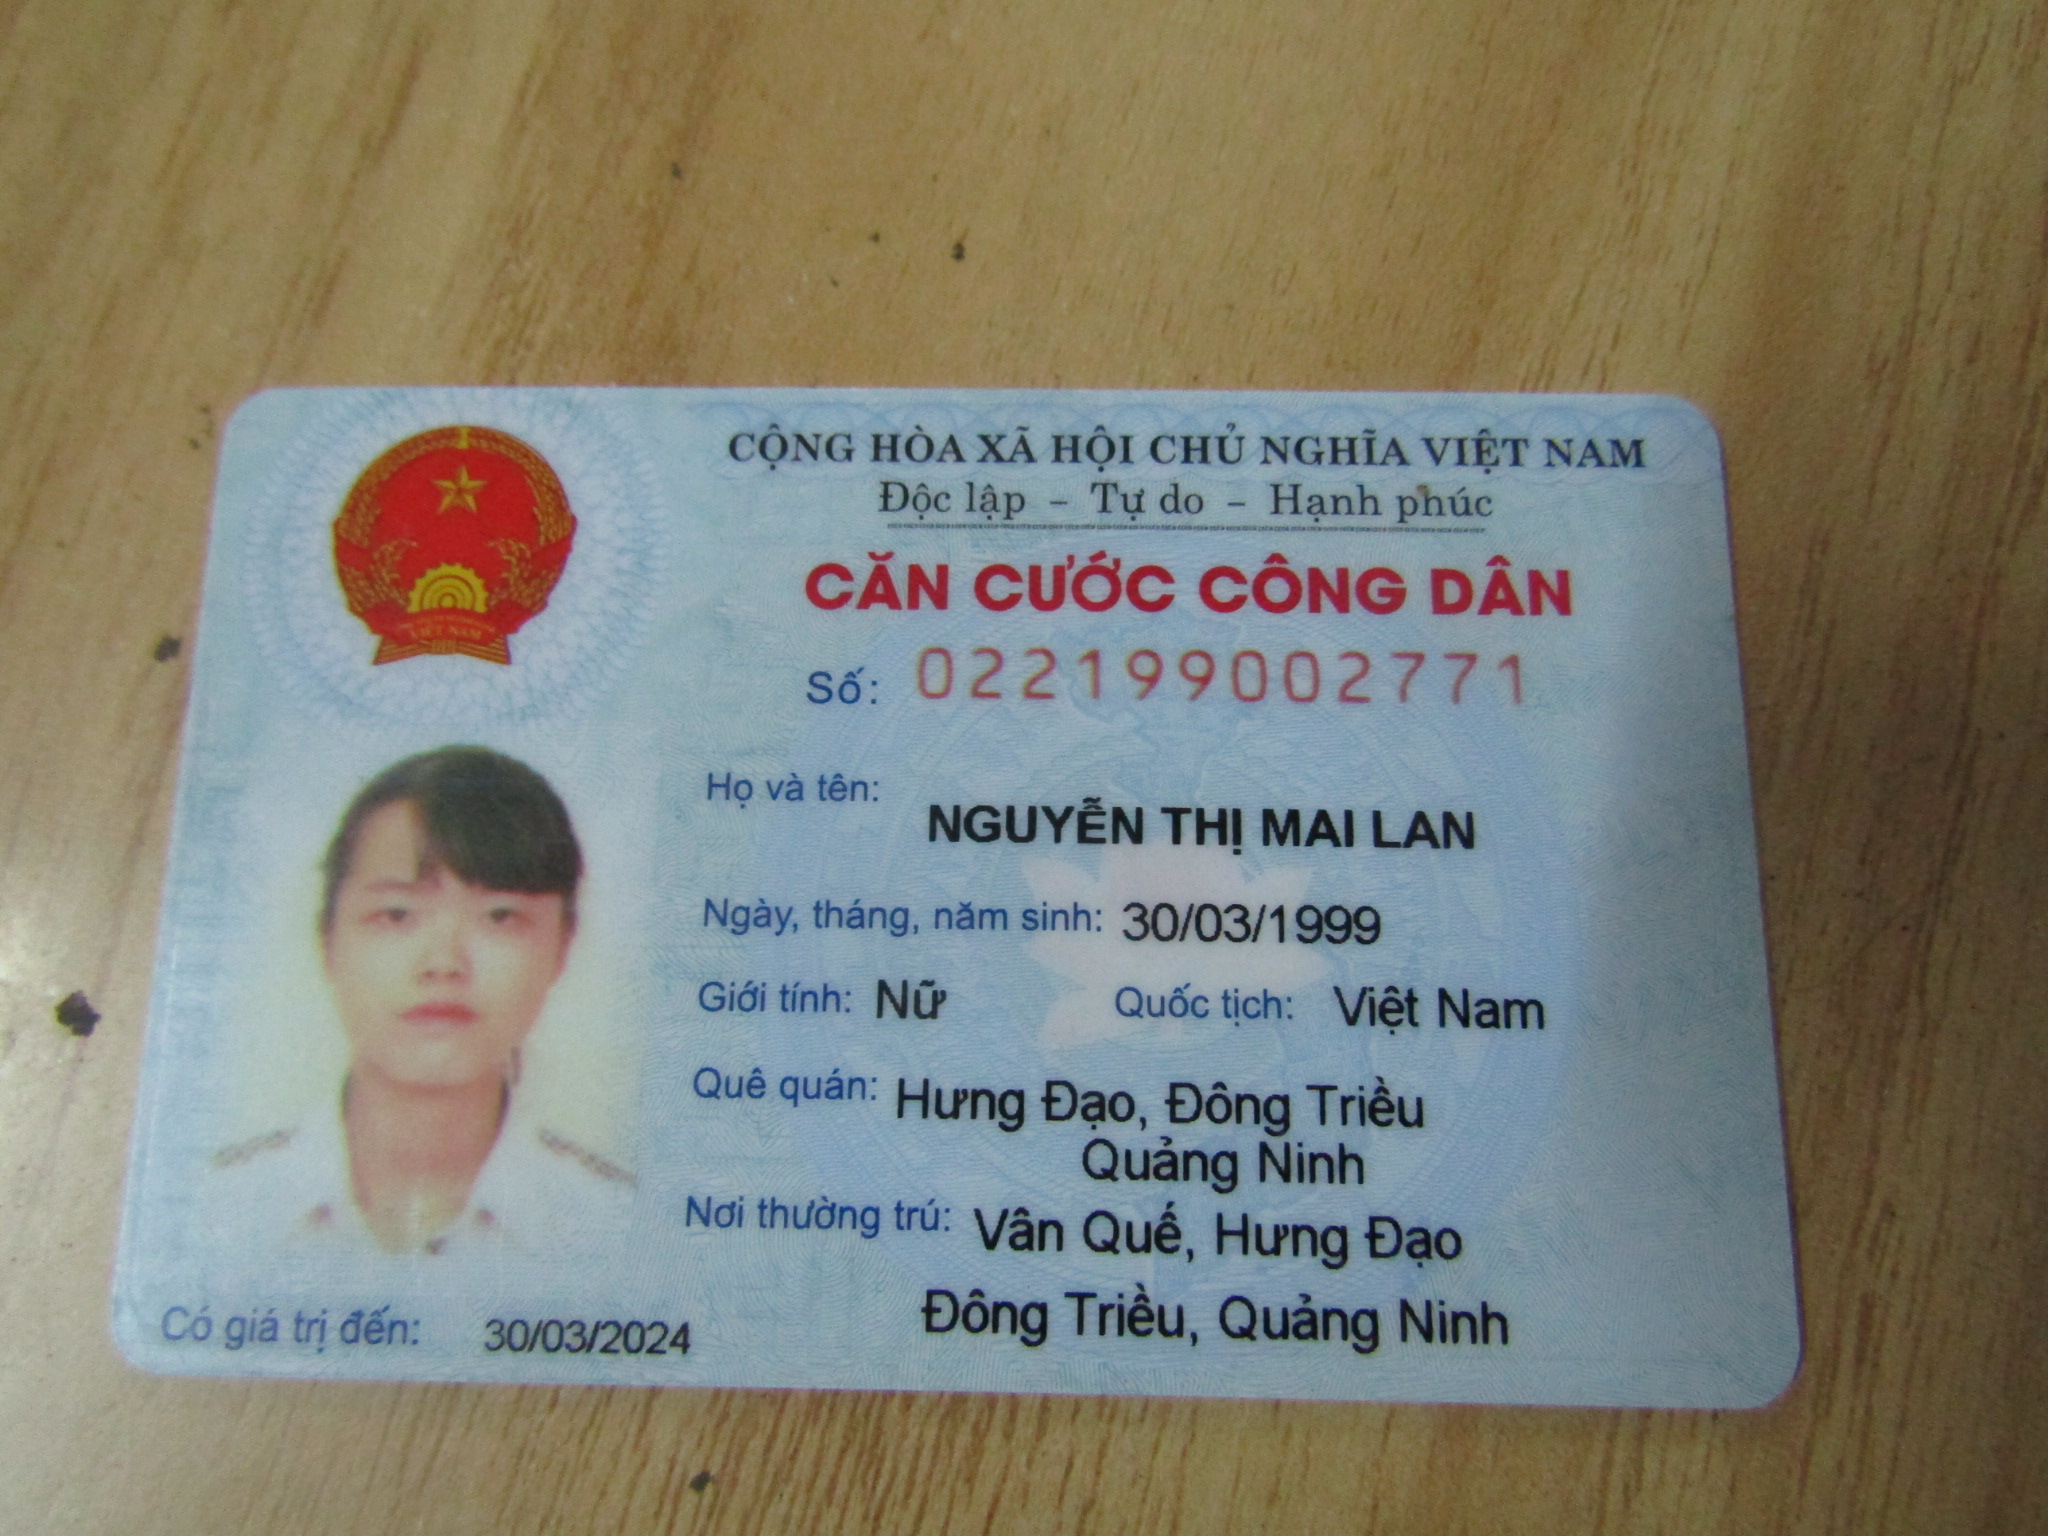 CỘNG HÒA XÃ HỘI CHỦ NGHĨA VIỆT NAM
Độc lập – Tự do – Hạnh phúc
CĂN CƯỚC CÔNG DÂN
Số: 022199002771
Họ và tên:
NGUYỄN THỊ MAI LAN
Ngày, tháng, năm sinh: 30/03/1999
Giới tính: Nữ Quốc tịch: Việt Nam
Quê quán: Hưng Đạo, Đông Triều
Quảng Ninh
Nơi thường trú: Vân Quế, Hưng Đạo
Đông Triều, Quảng Ninh
Có giá trị đến: 30/03/2024
VIỆT NAM